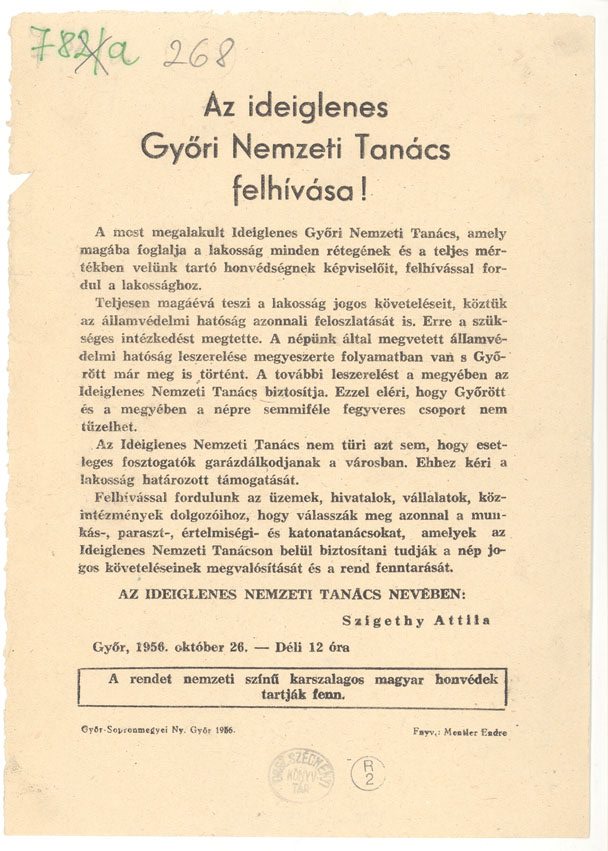 782/a 268
Az ideiglenes
Győri Nemzeti Tanács
felhívása!
A most megalakult Ideiglenes Győri Nemzeti Tanács, amely
magába foglalja a lakosság minden rétegének és a teljes mér-
tékben velünk tartó honvédségnek képviselőit, felhívással for-
dul a lakossághoz.
Teljesen magáévá teszi a lakosság jogos követeléseit, köztük
az államvédelmi hatóság azonnali feloszlatását is. Erre a szük-
séges intézkedést megtette. A népünk által megvetett államvé-
delmi hatóság leszerelése megyeszerte folyamatban van s Győ-
rött már meg is történt. A további leszerelést a megyében az
Ideiglenes Nemzeti Tanács biztosítja. Ezzel eléri, hogy Győrött
és a megyében a népre semmiféle fegyveres csoport nem
tüzelhet.
Az Ideiglenes Nemzeti Tanács nem türi azt sem, hogy eset-
leges fosztogatók garázdálkodjanak a városban. Ehhez kéri a
lakosság határozott támogatását.
Felhívással fordulunk az üzemek, hivatalok, vállalatok, köz-
intézmények dolgozóihoz, hogy válasszák meg azonnal a mun-
kás-, paraszt-, értelmiségi- és katonatanácsokat, amelyek az
Ideiglenes Nemzeti Tanácson belül biztosítani tudják a nép jo-
gos követeléseinek megvalósítását és a rend fenntarását.
AZ IDEIGLENES NEMZETI TANÁCS NEVÉBEN:
Szigethy Attila
Győr, 1956. október 26. — Déli 12 óra
A rendet nemzeti színű karszalagos magyar honvédek
tartják fenn.
Győr-Sopronmegyei Ny. Győr 1956. Fnyv.: Mentler Endre
ORSZ. SZÉCHÉNYI
KÖNYV-
TÁR
R
2